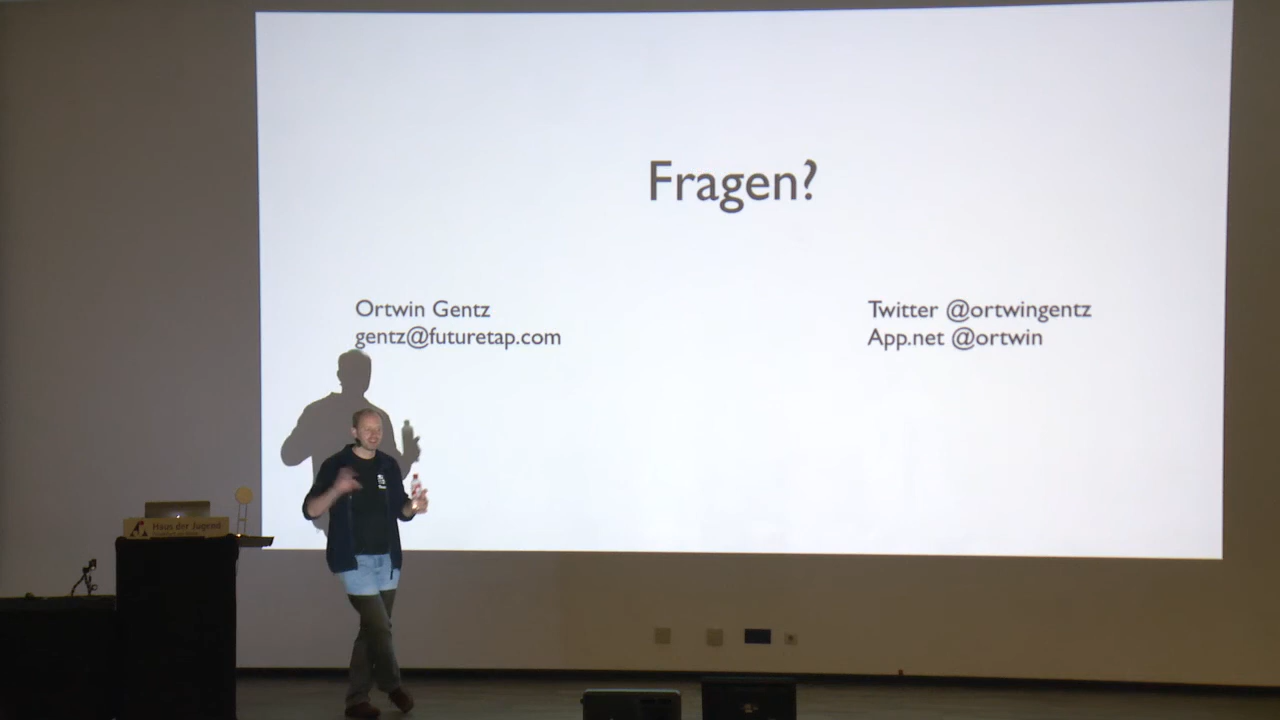 Fragen?
Ortwin Gentz
gentz@futuretap.com
Twitter @ortwingentz
App.net @ortwin
Haus der Jugend